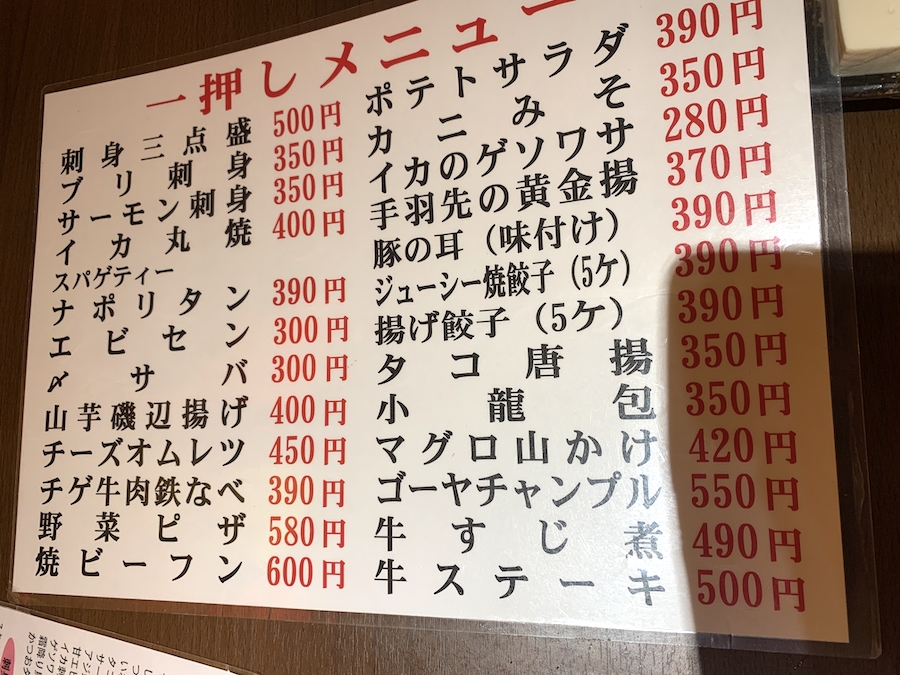 一押しメニュー
刺身三点盛 500円
ブリ刺身 350円
サーモン刺身 350円
イカ丸焼 400円
スパゲティー
ナポリタン 390円
エビセン 300円
〆サバ 300円
山芋磯辺揚げ 400円
チーズオムレツ 450円
チゲ牛肉鉄なべ 390円
野菜ピザ 580円
焼ビーフン 600円
ポテトサラダ 390円
カニみそ 350円
イカのゲソワサ 280円
手羽先の黄金揚 370円
豚の耳（味付け） 390円
ジューシー焼餃子（5ケ） 390円
揚げ餃子（5ケ） 390円
タコ唐揚 350円
小龍包 350円
マグロ山かけ 420円
ゴーヤチャンプル 550円
牛すじ煮 490円
牛ステーキ 500円